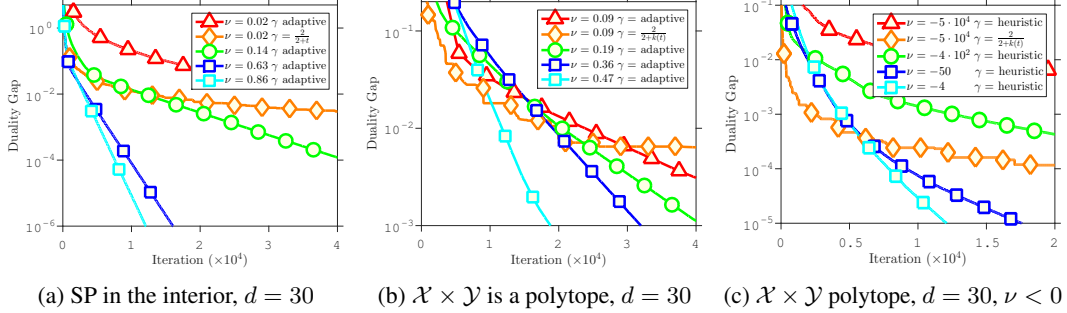 Duality Gap
10^0
10^-2
10^-4
10^-6
0 1 2 3 4
Iteration (×10^4)
ν = 0.02 γ adaptive
ν = 0.02 γ = 2/(2+t)
ν = 0.14 γ adaptive
ν = 0.63 γ adaptive
ν = 0.86 γ adaptive
(a) SP in the interior, d = 30
Duality Gap
10^-1
10^-2
10^-3
0 1 2 3 4
Iteration (×10^4)
ν = 0.09 γ = adaptive
ν = 0.09 γ = 2/(2+k(t))
ν = 0.19 γ = adaptive
ν = 0.36 γ = adaptive
ν = 0.47 γ = adaptive
(b) 𝒳 × 𝒴 is a polytope, d = 30
Duality Gap
10^-1
10^-2
10^-3
10^-4
10^-5
0 0.5 1 1.5 2
Iteration (×10^4)
ν = −5 · 10^4 γ = heuristic
ν = −5 · 10^4 γ = 2/(2+k(t))
ν = −4 · 10^2 γ = heuristic
ν = −50 γ = heuristic
ν = −4 γ = heuristic
(c) 𝒳 × 𝒴 polytope, d = 30, ν < 0